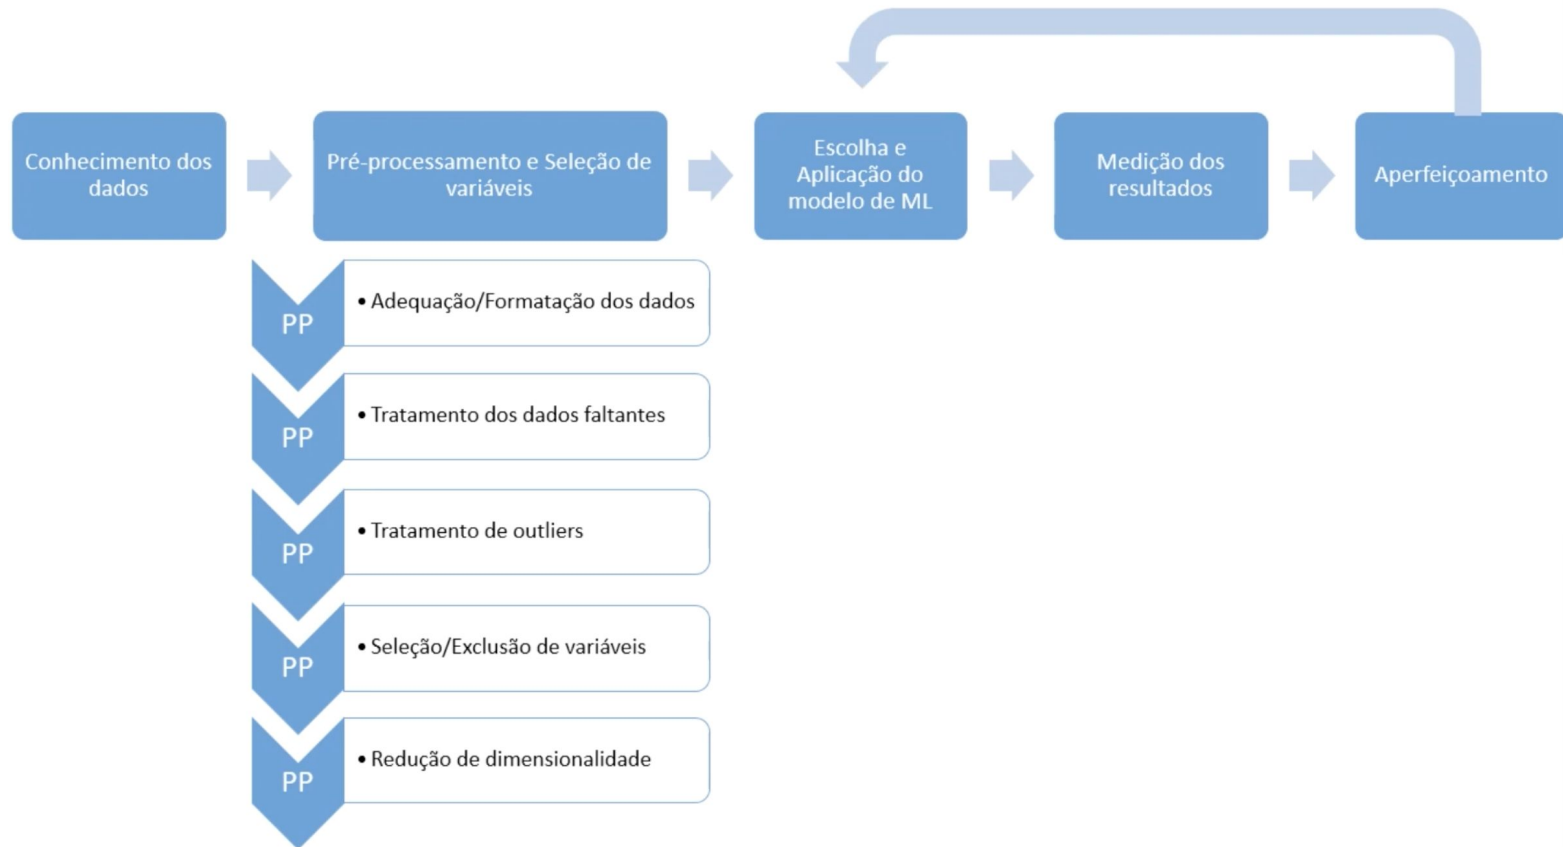 Conhecimento dos
dados
Pré-processamento e Seleção de
variáveis
Escolha e
Aplicação do
modelo de ML
Medição dos
resultados
Aperfeiçoamento
PP
• Adequação/Formatação dos dados
PP
• Tratamento dos dados faltantes
PP
• Tratamento de outliers
PP
• Seleção/Exclusão de variáveis
PP
• Redução de dimensionalidade